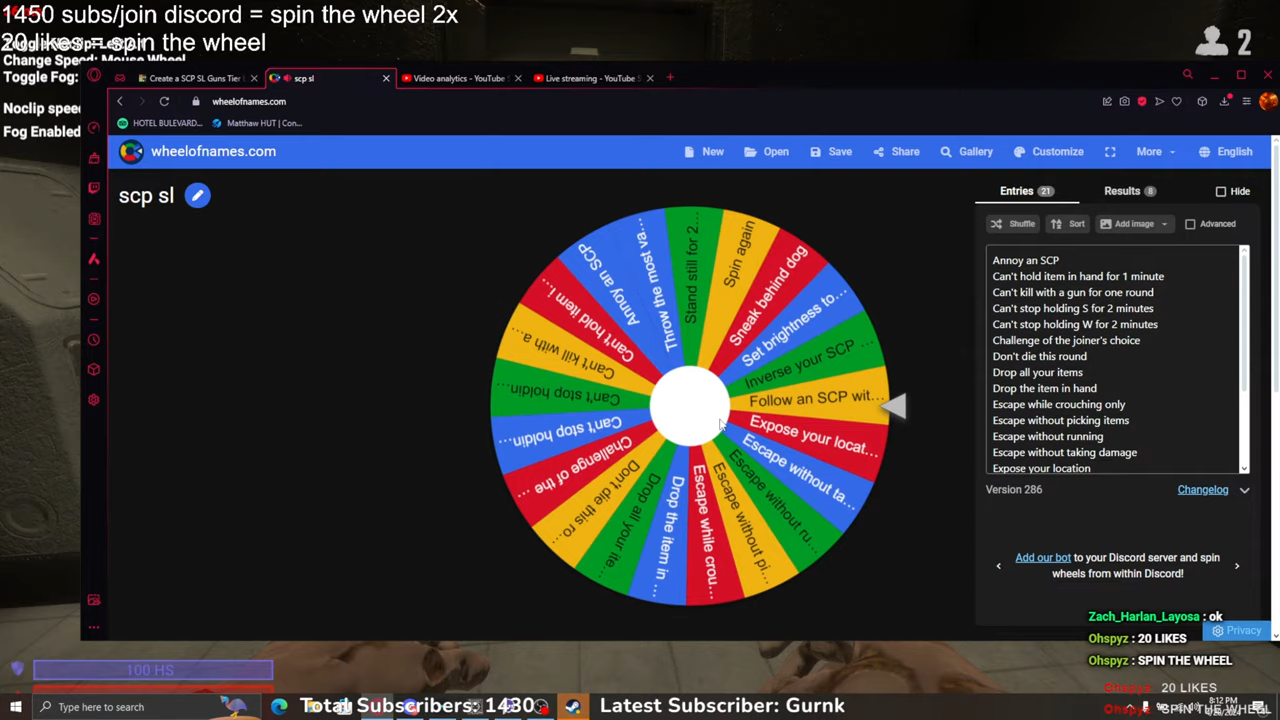 1450 subs/join discord = spin the wheel 2x
20 likes = spin the wheel
Change Speed: Mouse Wheel
Toggle Fog:
Noclip speed
Fog Enabled
2
Create a SCP SL Guns Tier
scp sl
Video analytics - YouTube
Live streaming - YouTube
wheelofnames.com
HOTEL BULEVARD...
Matthaw HUT | Con...
wheelofnames.com
New
Open
Save
Share
Gallery
Customize
More
English
scp sl
Entries 21
Results 8
Hide
Shuffle
Sort
Add image
Advanced
Annoy an SCP
Can't hold item in hand for 1 minute
Can't kill with a gun for one round
Can't stop holding S for 2 minutes
Can't stop holding W for 2 minutes
Challenge of the joiner's choice
Don't die this round
Drop all your items
Drop the item in hand
Escape while crouching only
Escape without picking items
Escape without running
Escape without taking damage
Expose your location
Stand still for 2...
Spin again
Sneak behind dog
Set brightness to...
Inverse your SCP ...
Follow an SCP wit...
Expose your locat...
Escape without ta...
Escape without ru...
Escape without pi...
Escape while crou...
Drop the item in...
Drop all your ite...
Don't die this ro...
Challenge of the ...
Can't stop holdin...
Can't stop holdin...
Can't kill with a...
Can't hold item i...
Annoy an SCP
Throw the most va...
Version 286
Changelog
Add our bot to your Discord server and spin
wheels from within Discord!
Zach_Harlan_Layosa : ok
Ohspyz : 20 LIKES
Privacy
Ohspyz : SPIN THE WHEEL
20 LIKES
SPIN THE WHEEL
100 HS
Type here to search
Total Subscribers: 1430
Latest Subscriber: Gurnk
8:12 PM